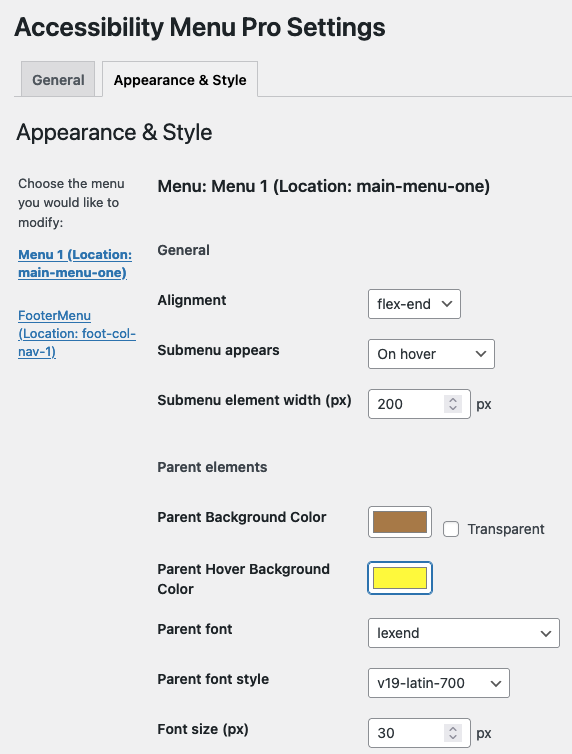 Accessibility Menu Pro Settings
General
Appearance & Style
Appearance & Style
Choose the menu
you would like to
modify:
Menu 1 (Location:
main-menu-one)
FooterMenu
(Location: foot-col-
nav-1)
Menu: Menu 1 (Location: main-menu-one)
General
Alignment
flex-end
Submenu appears
On hover
Submenu element width (px)
200
px
Parent elements
Parent Background Color
Transparent
Parent Hover Background
Color
Parent font
lexend
Parent font style
v19-latin-700
Font size (px)
30
px